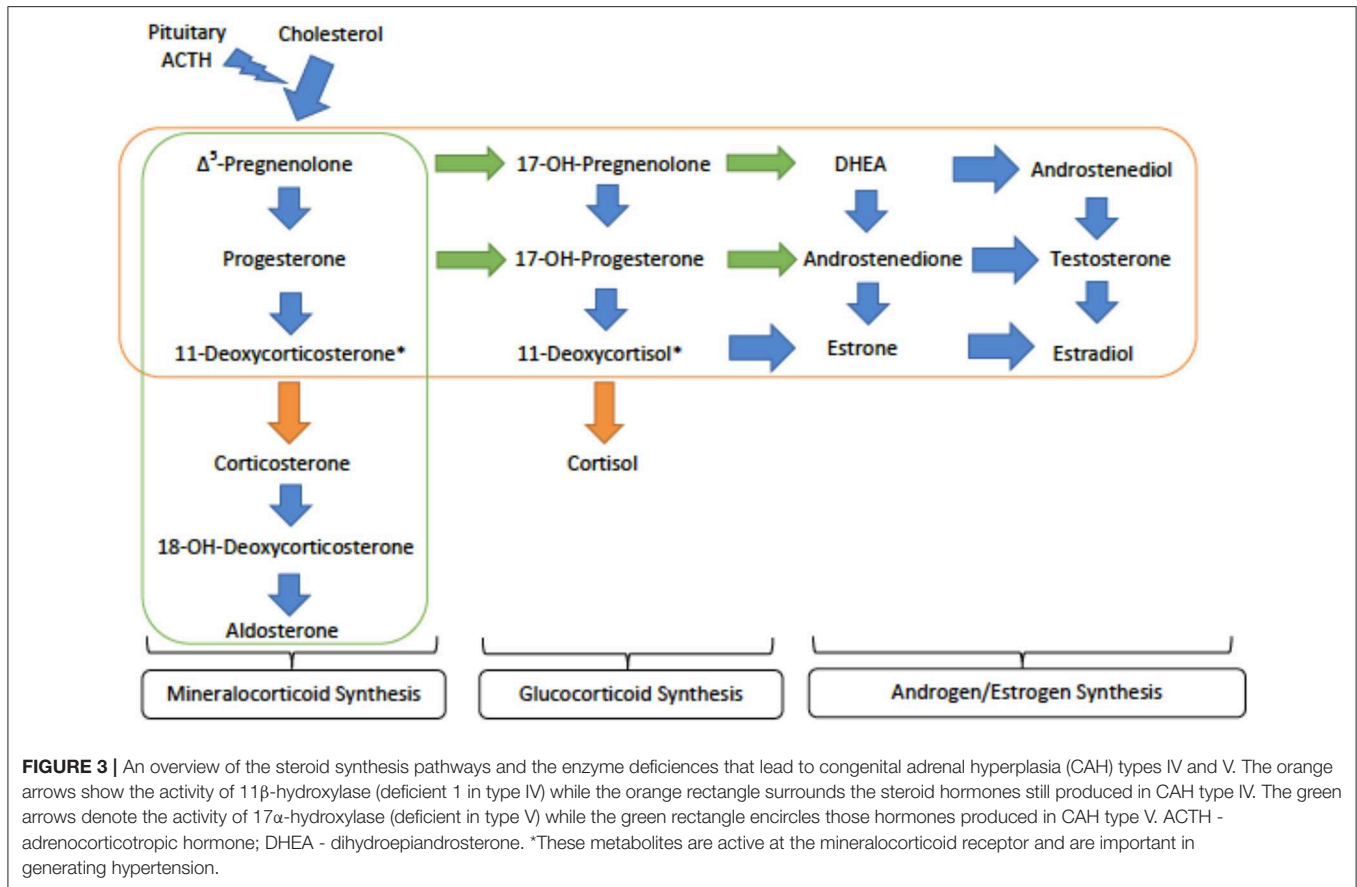 Pituitary
ACTH
Cholesterol
Δ⁵-Pregnenolone
17-OH-Pregnenolone
DHEA
Androstenediol
Progesterone
17-OH-Progesterone
Androstenedione
Testosterone
11-Deoxycorticosterone*
11-Deoxycortisol*
Estrone
Estradiol
Corticosterone
Cortisol
18-OH-Deoxycorticosterone
Aldosterone
Mineralocorticoid Synthesis
Glucocorticoid Synthesis
Androgen/Estrogen Synthesis
FIGURE 3 | An overview of the steroid synthesis pathways and the enzyme deficiences that lead to congenital adrenal hyperplasia (CAH) types IV and V. The orange
arrows show the activity of 11β-hydroxylase (deficient 1 in type IV) while the orange rectangle surrounds the steroid hormones still produced in CAH type IV. The green
arrows denote the activity of 17α-hydroxylase (deficient in type V) while the green rectangle encircles those hormones produced in CAH type V. ACTH -
adrenocorticotropic hormone; DHEA - dihydroepiandrosterone. *These metabolites are active at the mineralocorticoid receptor and are important in
generating hypertension.